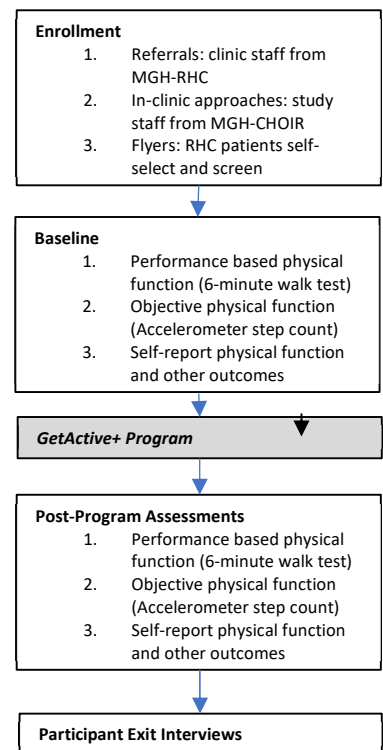 Enrollment
1. Referrals: clinic staff from
MGH-RHC
2. In-clinic approaches: study
staff from MGH-CHOIR
3. Flyers: RHC patients self-
select and screen
Baseline
1. Performance based physical
function (6-minute walk test)
2. Objective physical function
(Accelerometer step count)
3. Self-report physical function
and other outcomes
GetActive+ Program
Post-Program Assessments
1. Performance based physical
function (6-minute walk test)
2. Objective physical function
(Accelerometer step count)
3. Self-report physical function
and other outcomes
Participant Exit Interviews